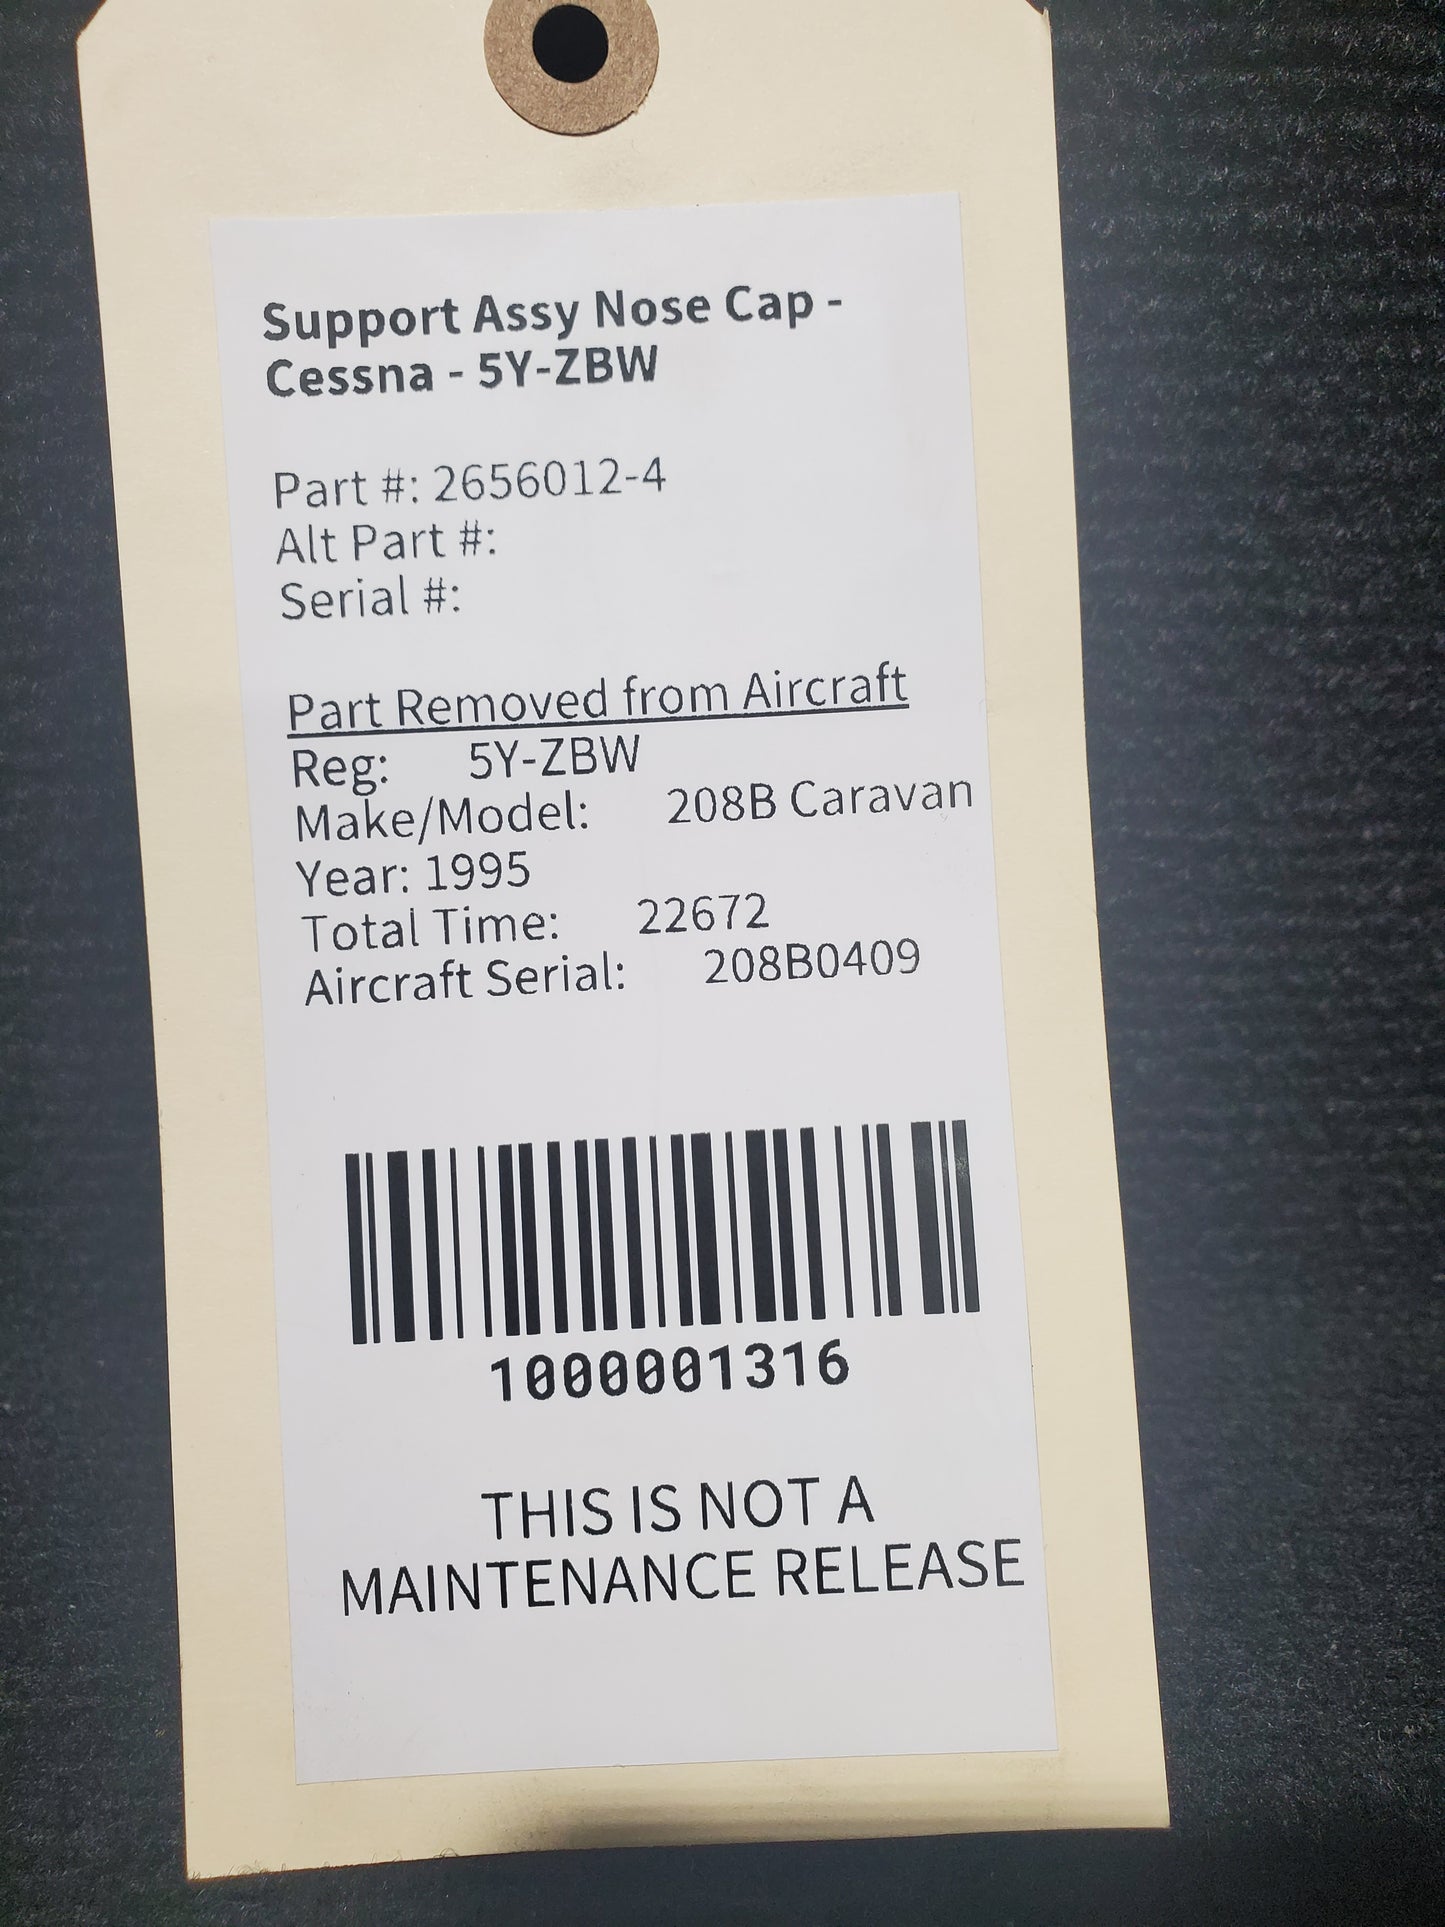 Support Assy Nose Cap -
Cessna - 5Y-ZBW
Part #: 2656012-4
Alt Part #:
Serial #:
Part Removed from Aircraft
Reg: 5Y-ZBW
Make/Model: 208B Caravan
Year: 1995
Total Time: 22672
Aircraft Serial: 208B0409
1000001316
THIS IS NOT A
MAINTENANCE RELEASE